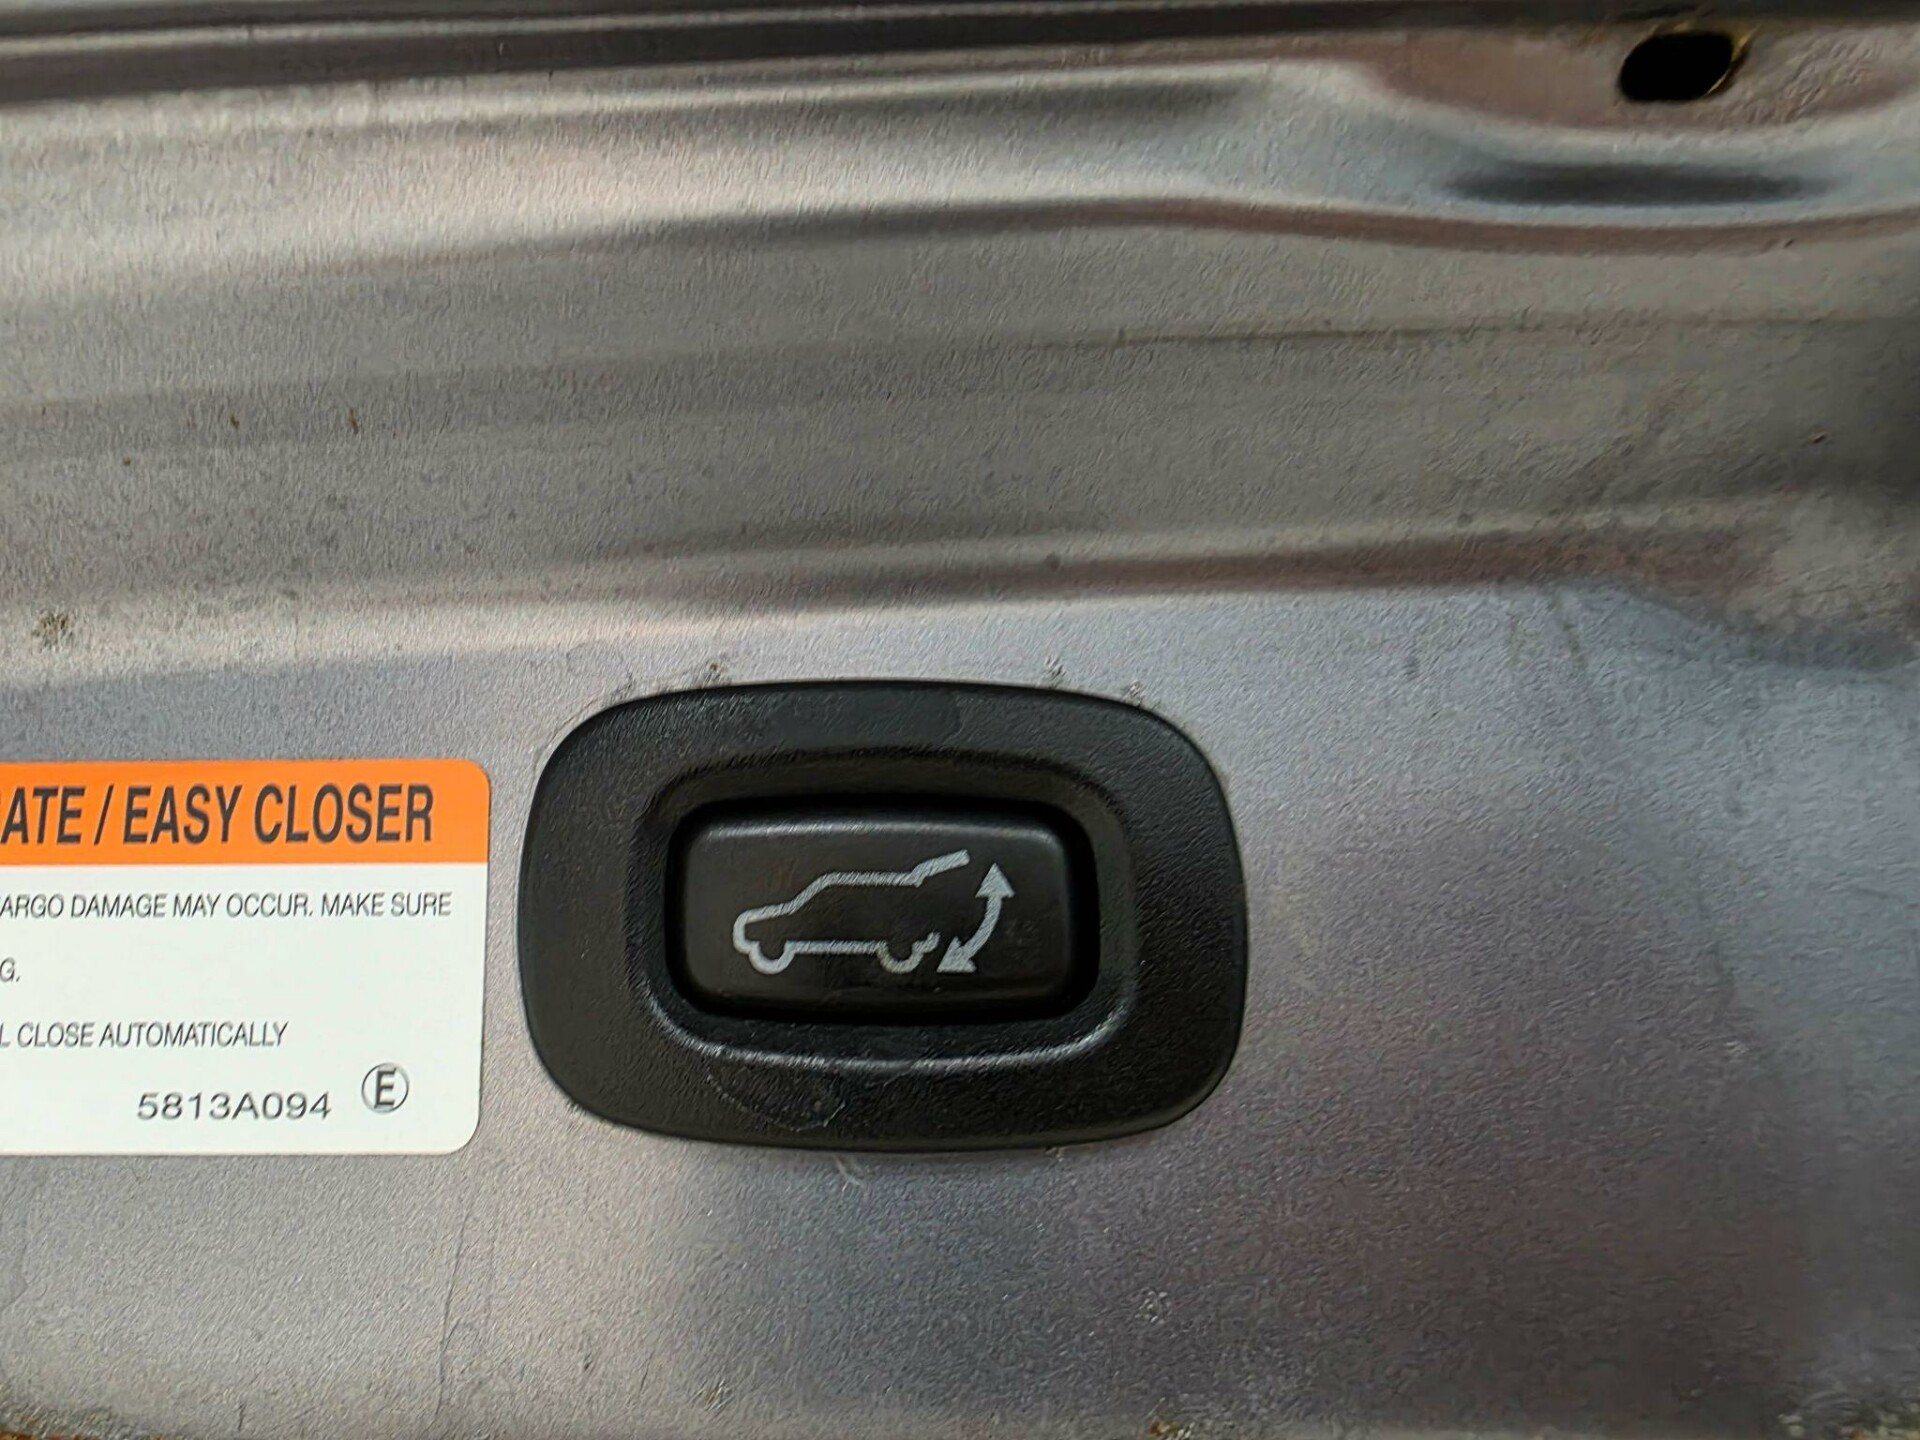 ATE / EASY CLOSER
ARGO DAMAGE MAY OCCUR. MAKE SURE
G.
L CLOSE AUTOMATICALLY
5813A094 E